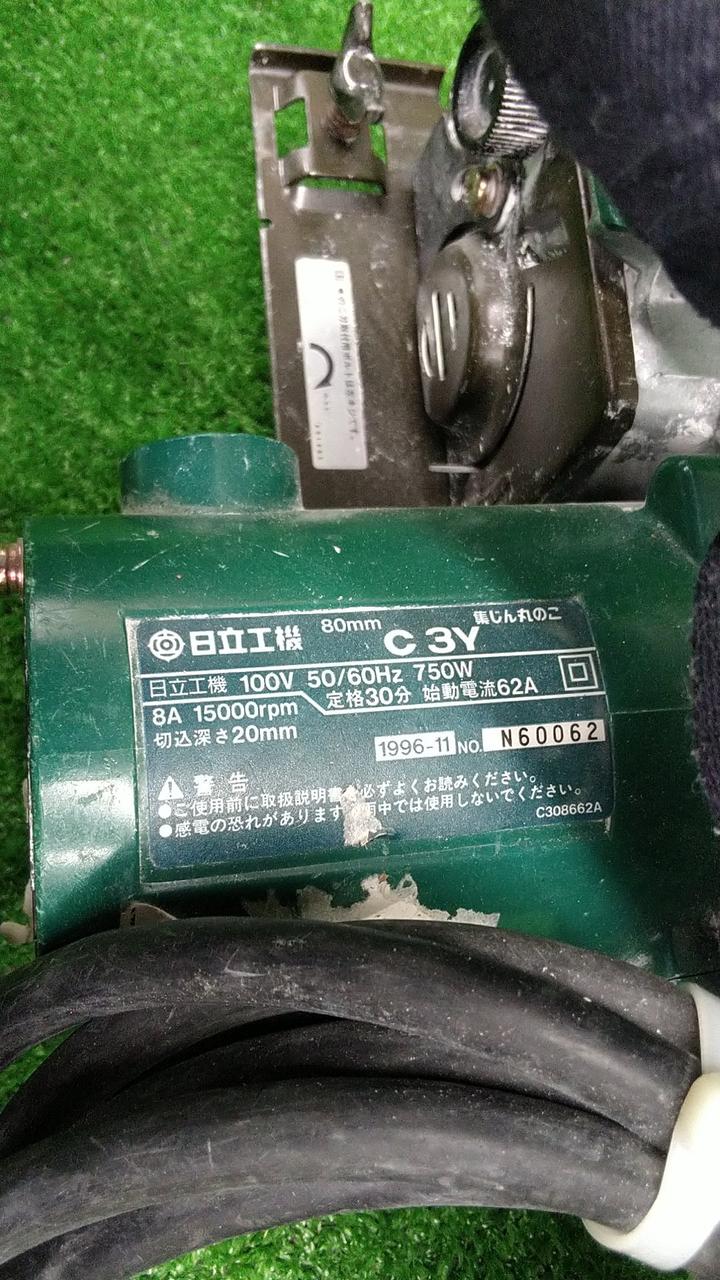 日立工機 80mm C 3Y 集じん丸のこ
日立工機 100V 50/60Hz 750W
8A 15000rpm 定格30分 始動電流62A
切込深さ20mm
1996-11 NO. N60062
警告
●ご使用前に取扱説明書 必ずよくお読みください。
●感電の恐れがあります 中では使用しないでください。
C308662A